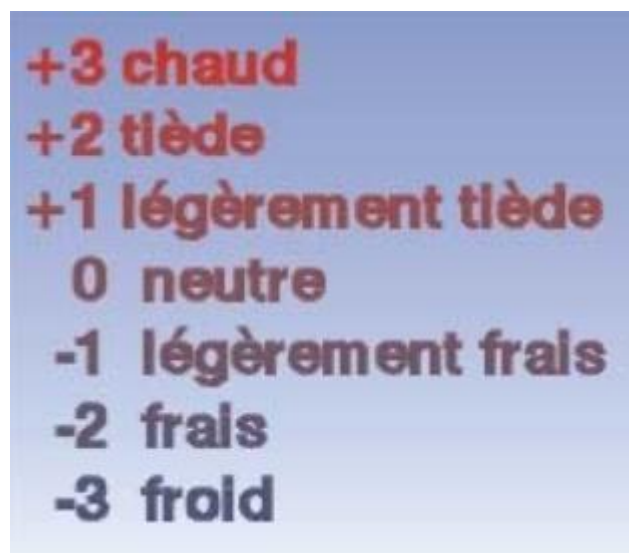 +3 chaud
+2 tiède
+1 légèrement tiède
0 neutre
-1 légèrement frais
-2 frais
-3 froid